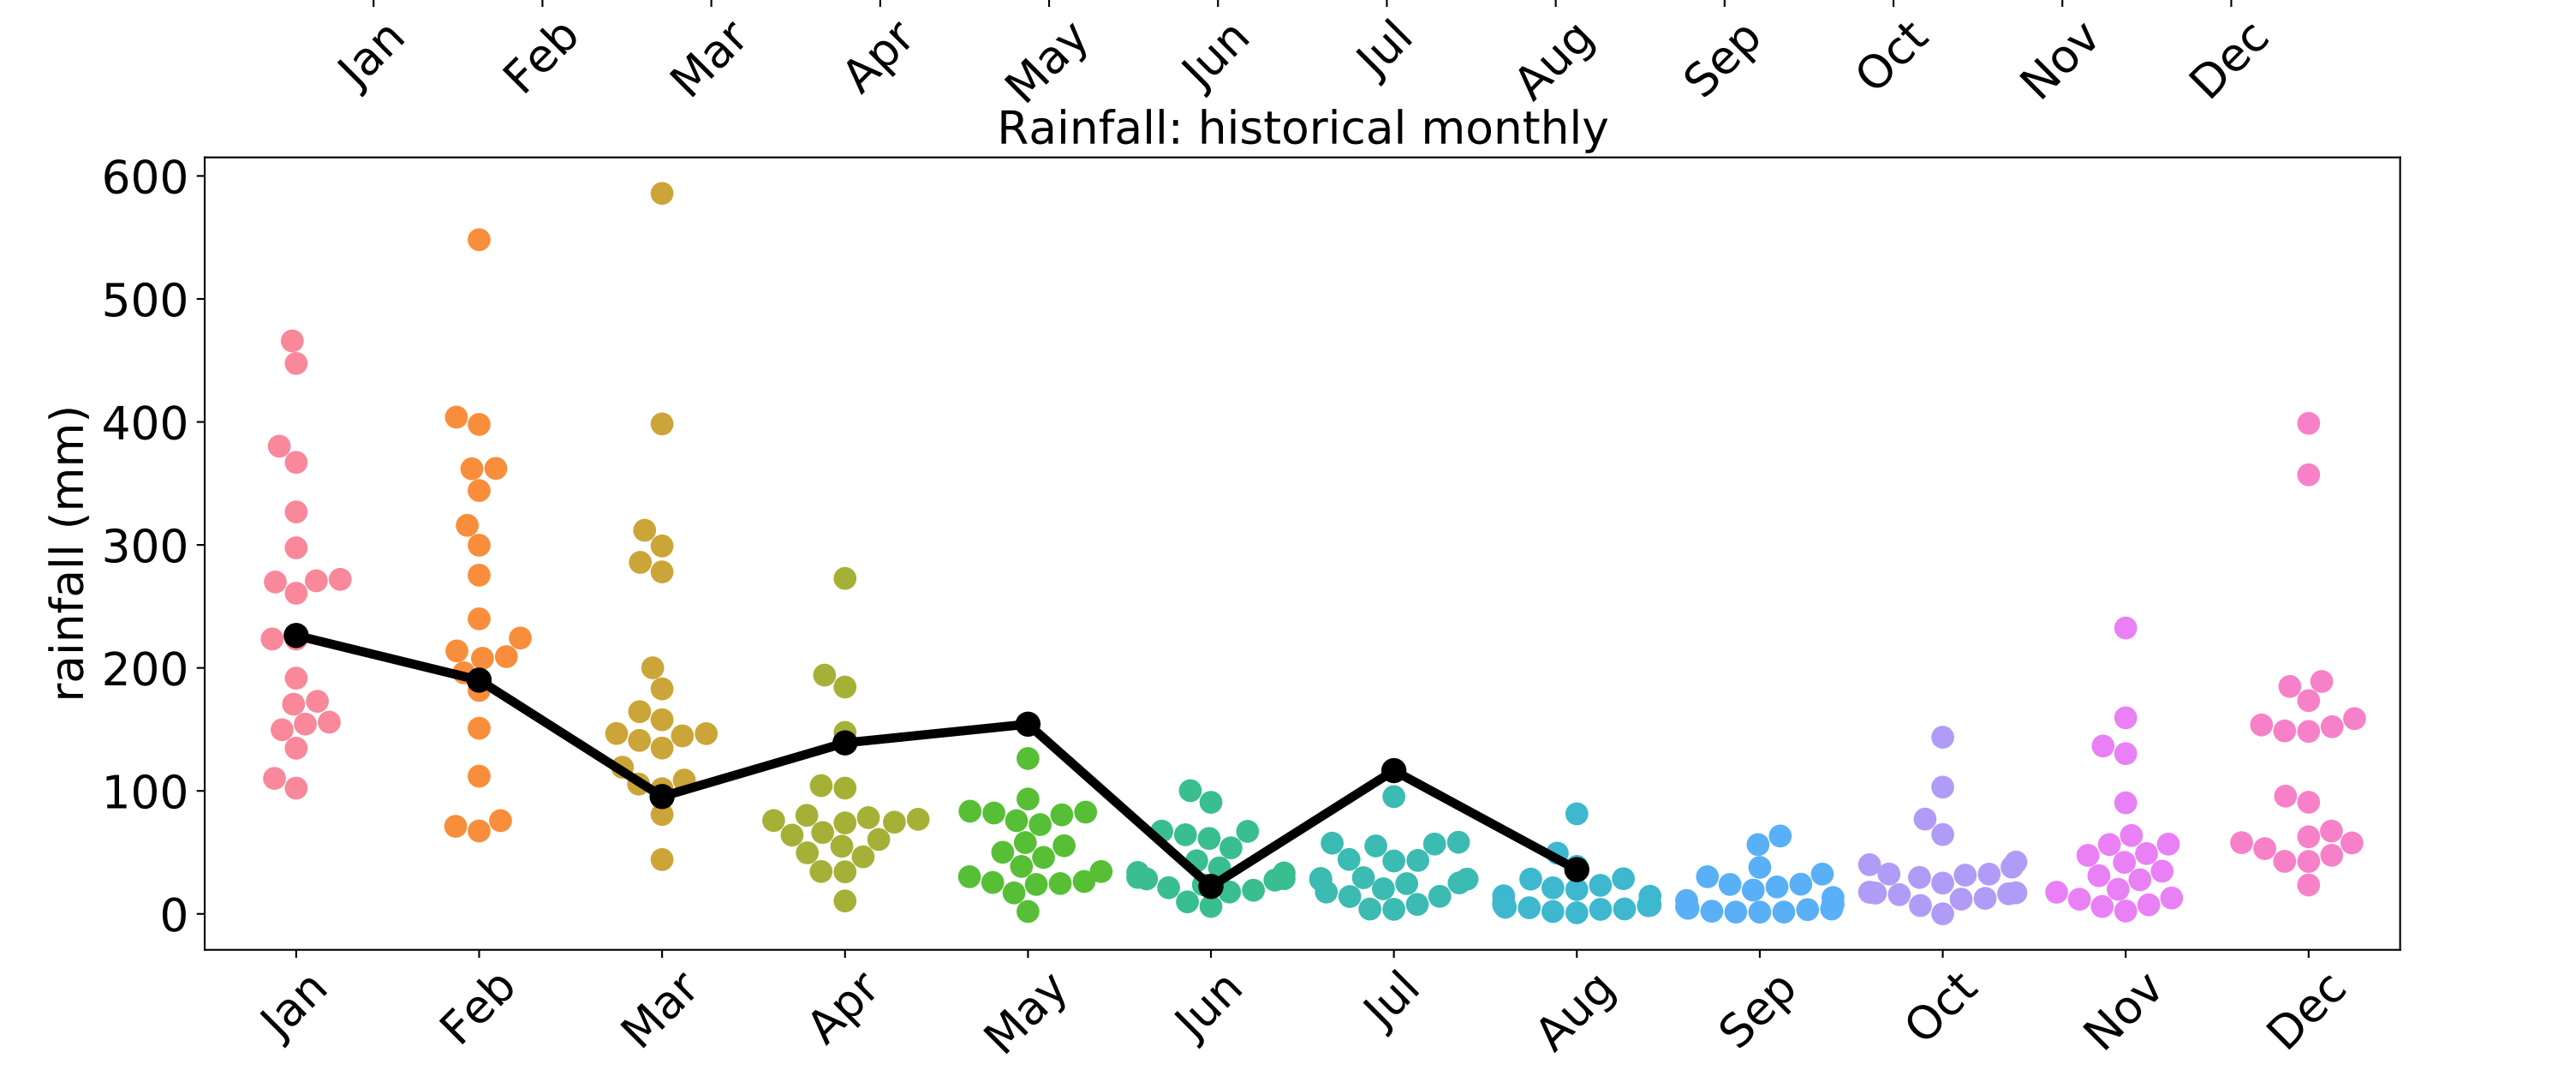 Jan Feb Mar Apr May Jun Jul Aug Sep Oct Nov Dec
Rainfall: historical monthly
600
500
400
300
200
100
0
rainfall (mm)
Jan Feb Mar Apr May Jun Jul Aug Sep Oct Nov Dec